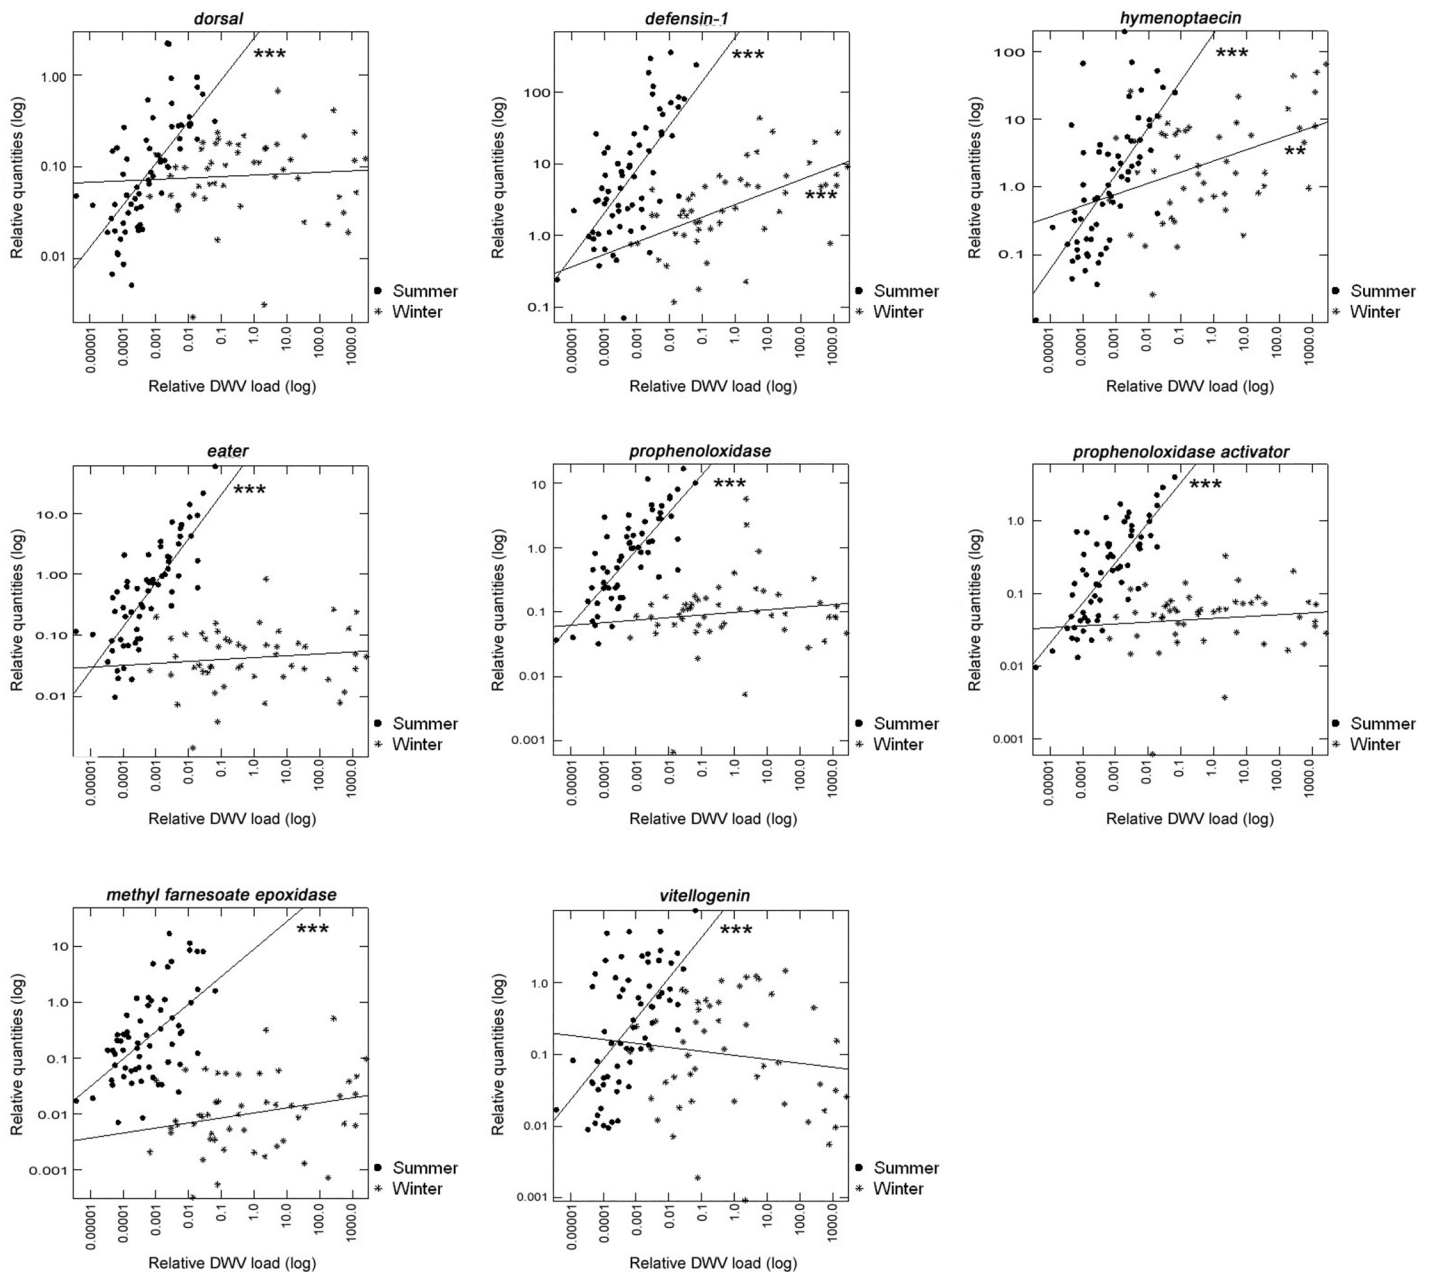 dorsal
Relative quantities (log)
1.00
0.10
0.01
***
0.00001 0.0001 0.001 0.01 0.1 1.0 10.0 100.0 1000.0
Relative DWV load (log)
Summer
Winter
defensin-1
Relative quantities (log)
100
10
1.0
0.1
***
***
0.00001 0.0001 0.001 0.01 0.1 1.0 10.0 100.0 1000.0
Relative DWV load (log)
Summer
Winter
hymenoptaecin
Relative quantities (log)
100
10
1.0
0.1
***
**
0.00001 0.0001 0.001 0.01 0.1 1.0 10.0 100.0 1000.0
Relative DWV load (log)
Summer
Winter
eater
Relative quantities (log)
10.0
1.00
0.10
0.01
***
0.00001 0.0001 0.001 0.01 0.1 1.0 10.0 100.0 1000.0
Relative DWV load (log)
Summer
Winter
prophenoloxidase
Relative quantities (log)
10
1.0
0.1
0.01
0.001
***
0.00001 0.0001 0.001 0.01 0.1 1.0 10.0 100.0 1000.0
Relative DWV load (log)
Summer
Winter
prophenoloxidase activator
Relative quantities (log)
1.0
0.1
0.01
0.001
***
0.00001 0.0001 0.001 0.01 0.1 1.0 10.0 100.0 1000.0
Relative DWV load (log)
Summer
Winter
methyl farnesoate epoxidase
Relative quantities (log)
10
1.0
0.1
0.01
0.001
***
0.00001 0.0001 0.001 0.01 0.1 1.0 10.0 100.0 1000.0
Relative DWV load (log)
Summer
Winter
vitellogenin
Relative quantities (log)
1.0
0.1
0.01
0.001
***
0.00001 0.0001 0.001 0.01 0.1 1.0 10.0 100.0 1000.0
Relative DWV load (log)
Summer
Winter